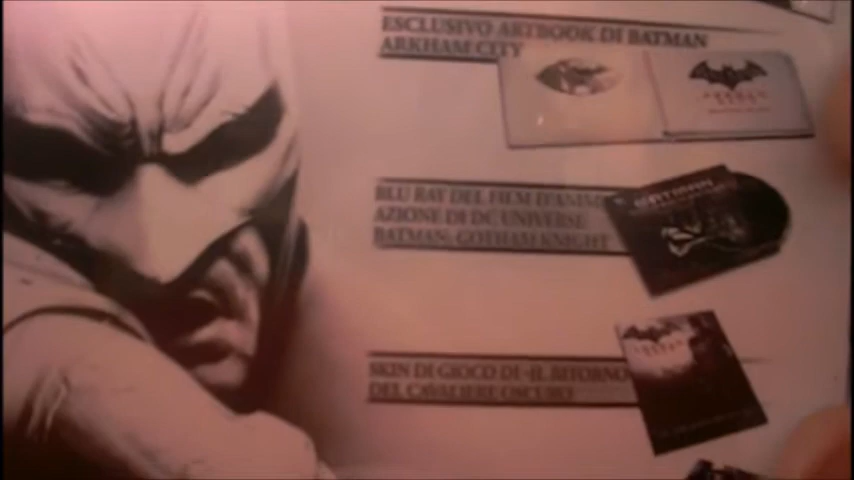 ESCLUSIVO ARTBOOK DI BATMAN
ARKHAM CITY
BLU RAY DEL FILM D'ANIM
AZIONE DI DC UNIVERSE
BATMAN: GOTHAM KNIGHT
SKIN DI GIOCO DI -IL RITORNO
DEL CAVALIERE OSCURO